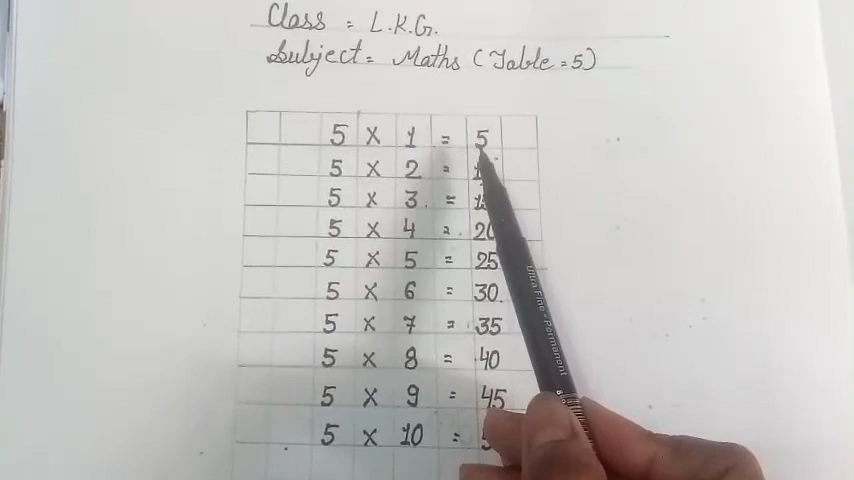 Class = L.K.G.
Subject = Maths (Table = 5)
5 × 1 = 5
5 × 2 =
5 × 3 =
5 × 4 = 20
5 × 5 = 25
5 × 6 = 30
5 × 7 = 35
5 × 8 = 40
5 × 9 = 45
5 × 10 =
Ultra Fine - Permanent